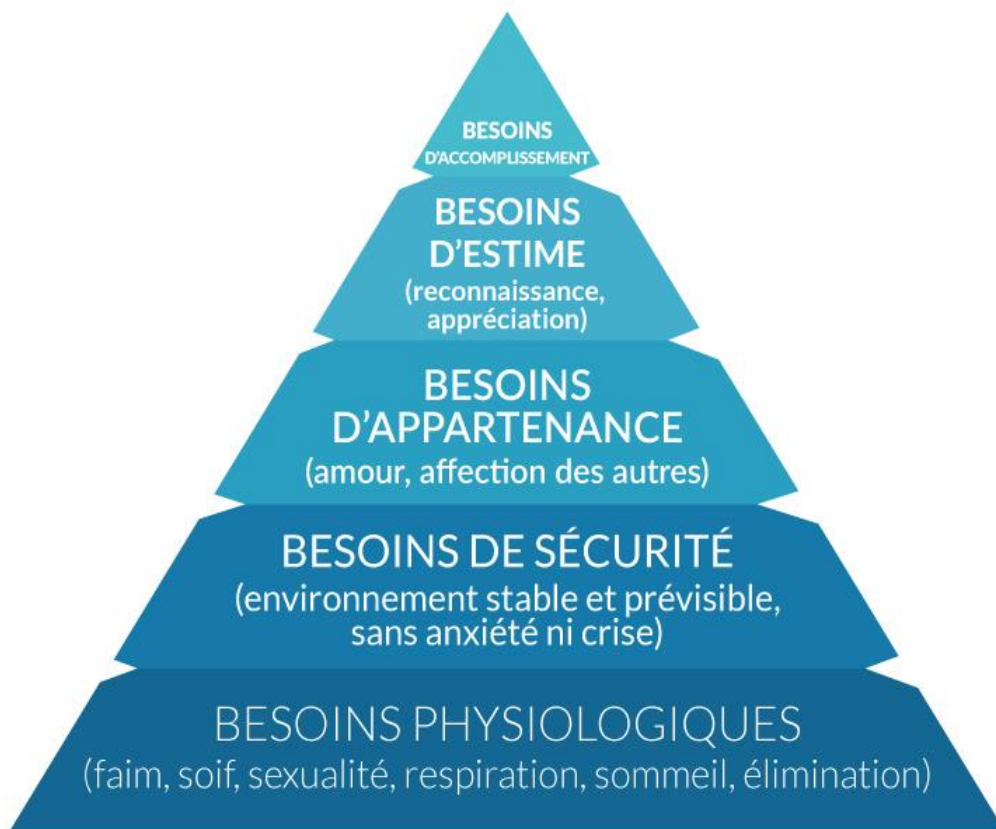 BESOINS
D'ACCOMPLISSEMENT
BESOINS
D'ESTIME
(reconnaissance,
appréciation)
BESOINS
D'APPARTENANCE
(amour, affection des autres)
BESOINS DE SÉCURITÉ
(environnement stable et prévisible,
sans anxiété ni crise)
BESOINS PHYSIOLOGIQUES
(faim, soif, sexualité, respiration, sommeil, élimination)